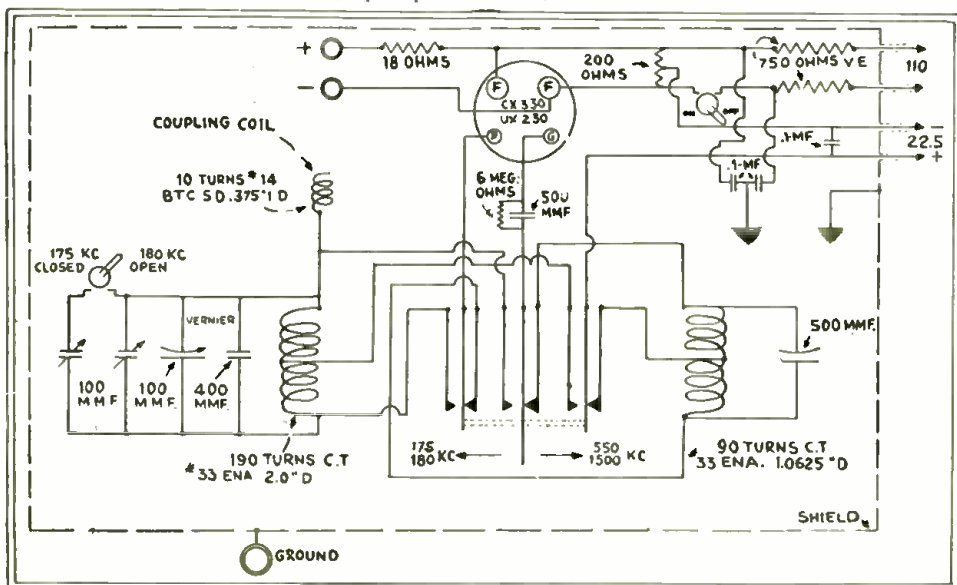 +
18 OHMS
200
OHMS
750 OHMS V E
110
-
F
F
CX 330
UX 230
P
G
ON
OFF
.1MF
-
22.5
+
COUPLING COIL
10 TURNS #14
BTC SD .375"I D
6 MEG.
OHMS
500
MMF
.1-MF
175 KC
CLOSED
180 KC
OPEN
VERNIER
100
MMF.
100
MMF.
400
MMF.
500 MMF.
190 TURNS C.T
#33 ENA 2.0"D
175
180 KC
550
1500 KC
90 TURNS C.T
#33 ENA. 1.0625"D
SHIELD
GROUND